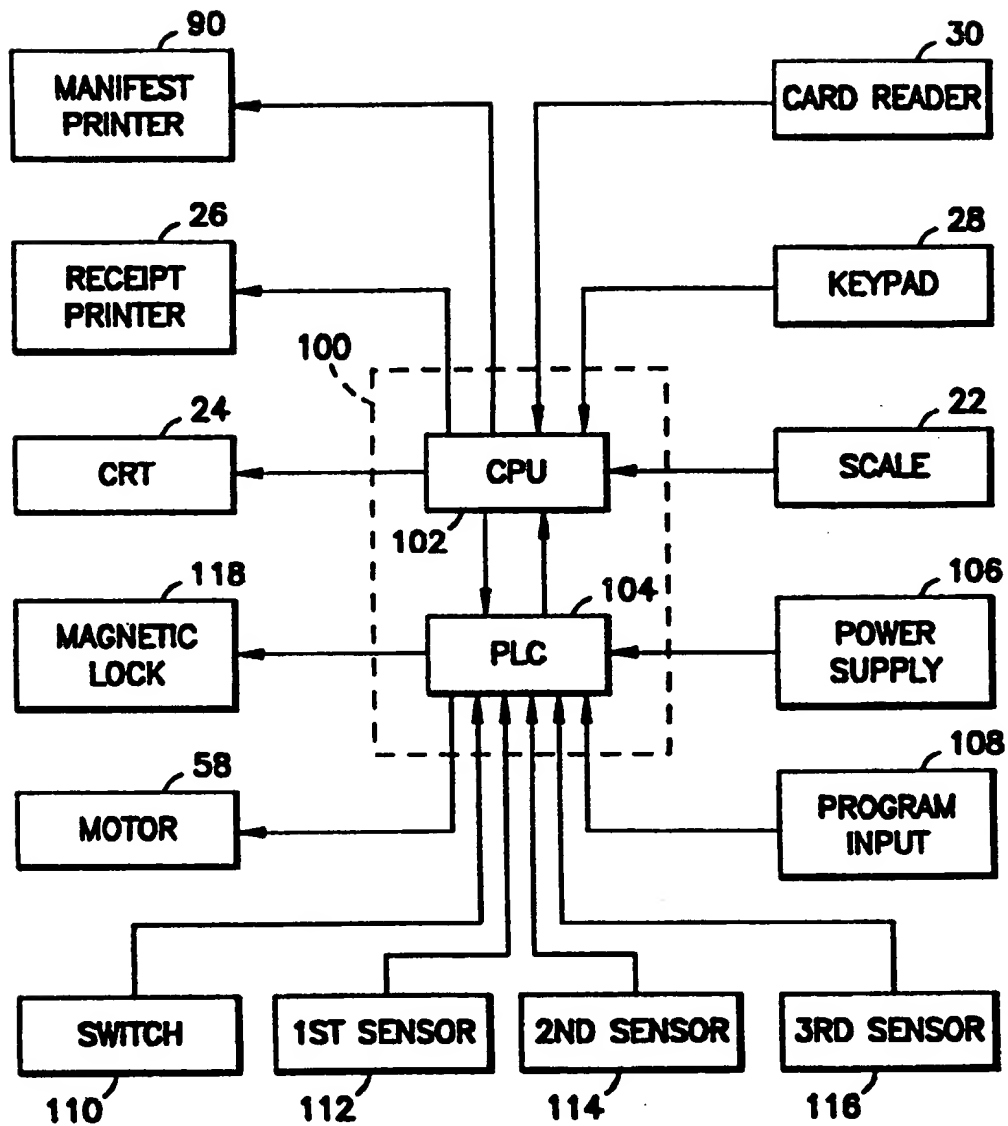 90
MANIFEST
PRINTER
30
CARD READER
26
RECEIPT
PRINTER
28
KEYPAD
100
24
CRT
CPU
102
22
SCALE
118
MAGNETIC
LOCK
104
PLC
106
POWER
SUPPLY
58
MOTOR
108
PROGRAM
INPUT
SWITCH
110
1ST SENSOR
112
2ND SENSOR
114
3RD SENSOR
116